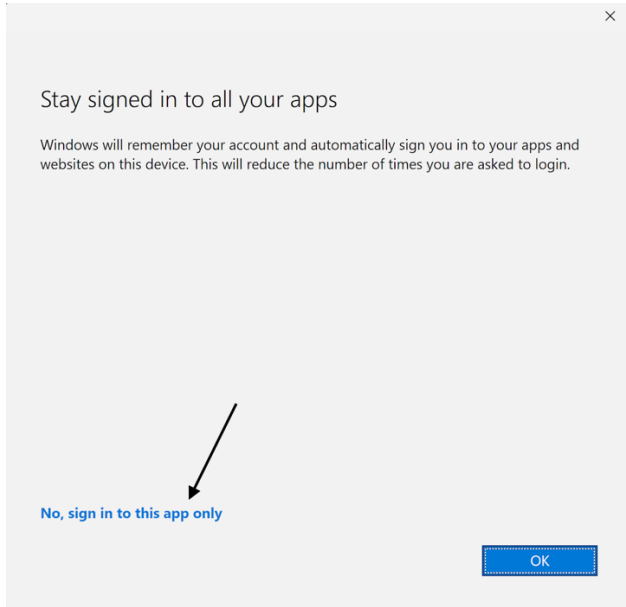 Stay signed in to all your apps
Windows will remember your account and automatically sign you in to your apps and
websites on this device. This will reduce the number of times you are asked to login.
No, sign in to this app only
OK